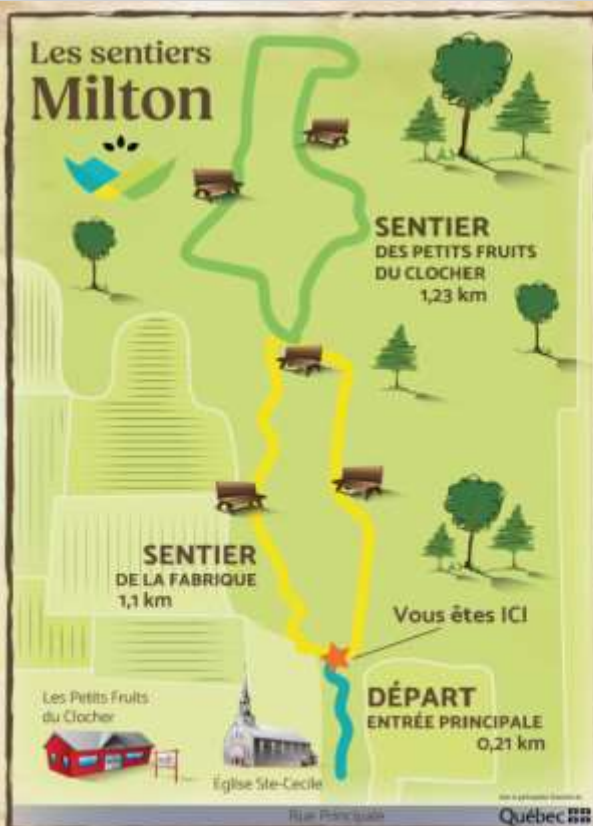 Les sentiers
Milton
SENTIER
DES PETITS FRUITS
DU CLOCHER
1,23 km
SENTIER
DE LA FABRIQUE
1,1 km
Vous êtes ICI
DÉPART
ENTRÉE PRINCIPALE
0,21 km
Les Petits Fruits
du Clocher
Église Ste-Cecile
Rue Principale
Québec